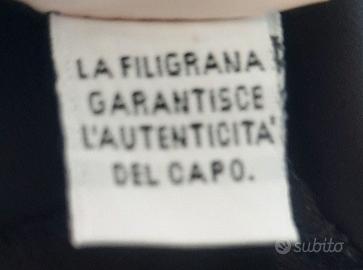 LA FILIGRANA
GARANTISCE
L'AUTENTICITA'
DEL CAPO.
subito